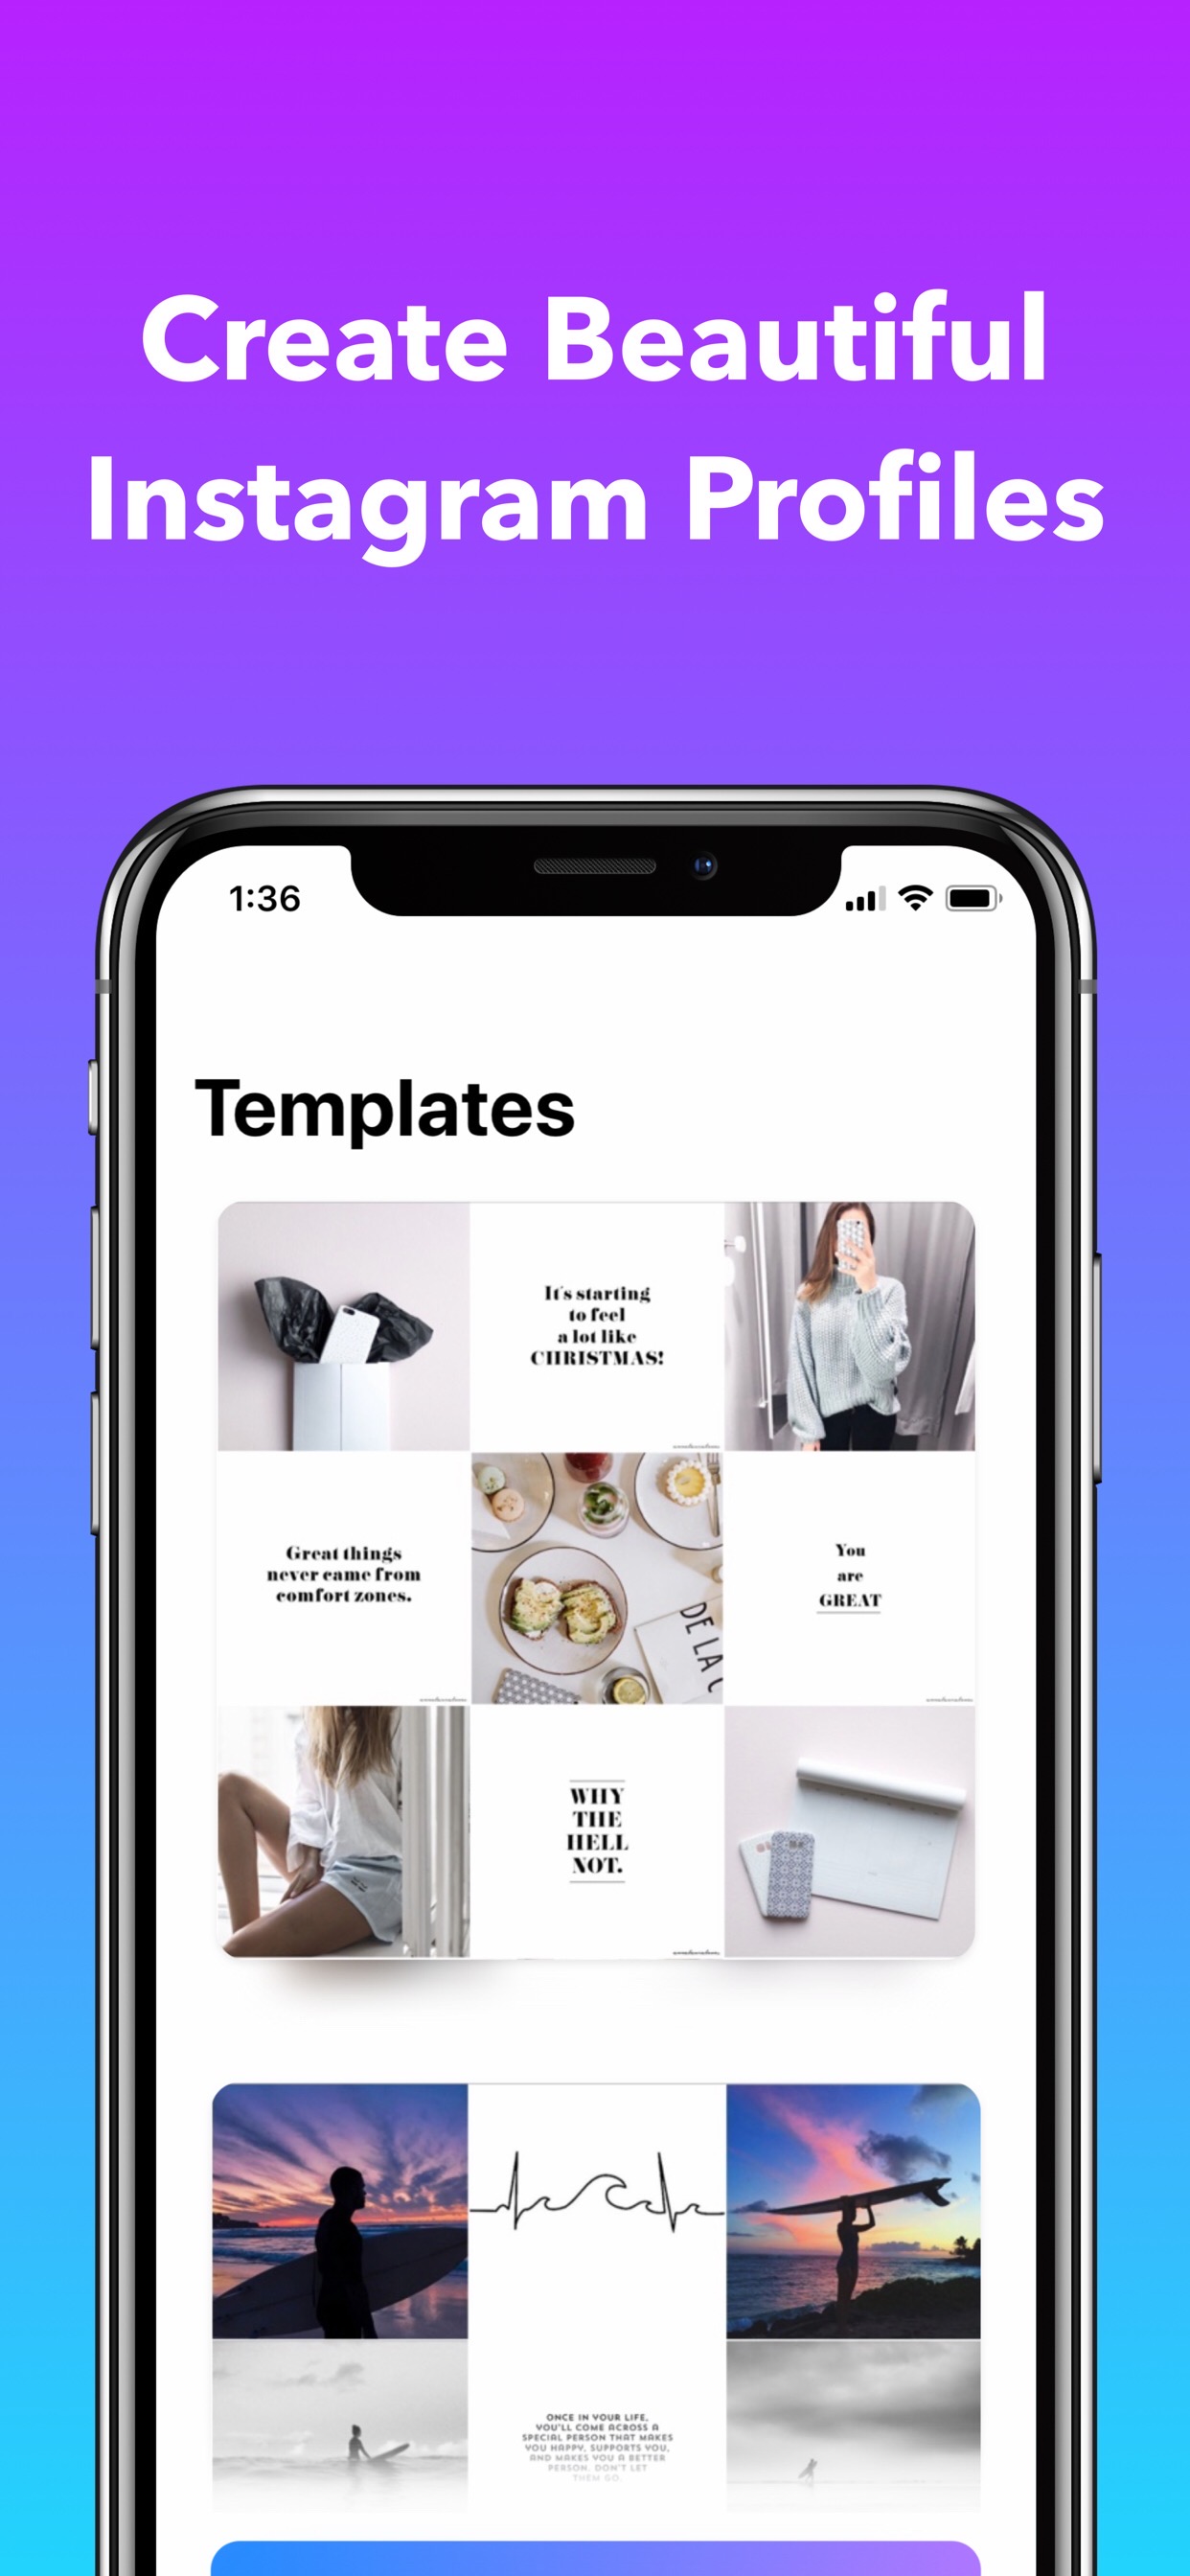 Create Beautiful
Instagram Profiles
1:36
Templates
It's starting
to feel
a lot like
CHRISTMAS!
Great things
never came from
comfort zones.
DE LA C
You
are
GREAT
WHY
THE
HELL
NOT.
ONCE IN YOUR LIFE,
YOU'LL COME ACROSS A
SPECIAL PERSON THAT MAKES
YOU HAPPY, SUPPORTS YOU,
AND MAKES YOU A BETTER
PERSON. DON'T LET
THEM GO.